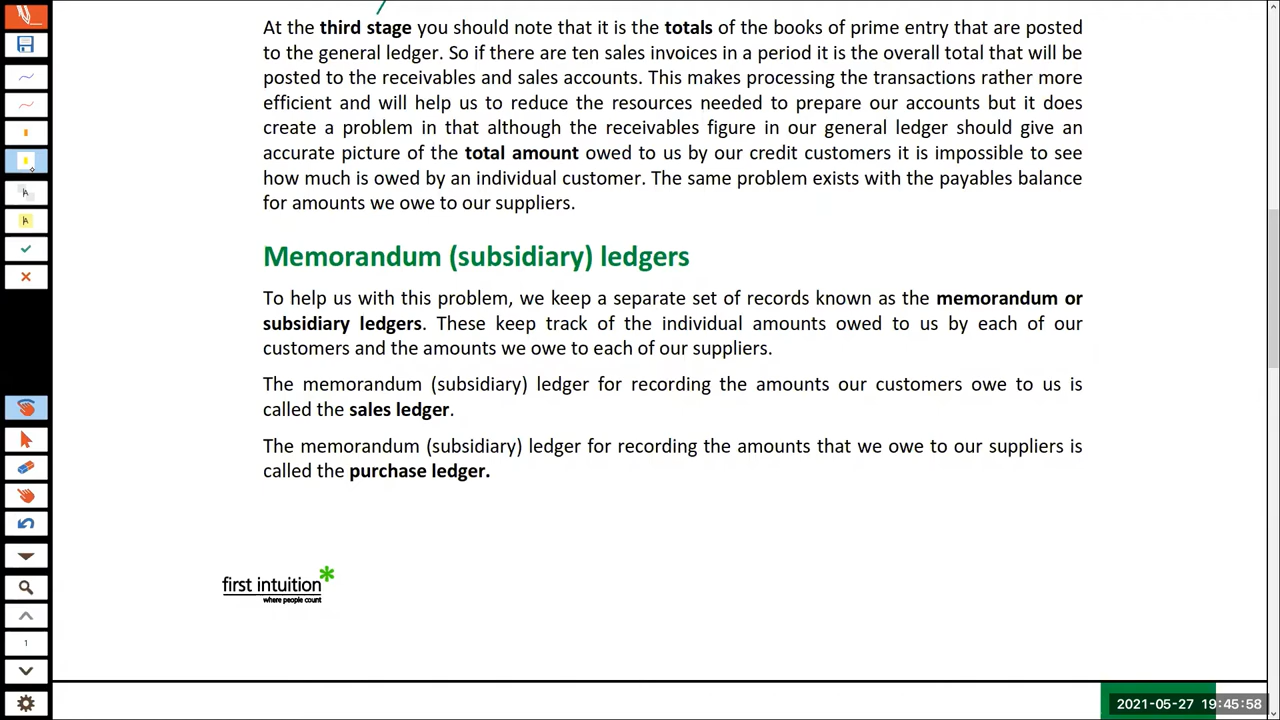 At the third stage you should note that it is the totals of the books of prime entry that are posted
to the general ledger. So if there are ten sales invoices in a period it is the overall total that will be
posted to the receivables and sales accounts. This makes processing the transactions rather more
efficient and will help us to reduce the resources needed to prepare our accounts but it does
create a problem in that although the receivables figure in our general ledger should give an
accurate picture of the total amount owed to us by our credit customers it is impossible to see
how much is owed by an individual customer. The same problem exists with the payables balance
for amounts we owe to our suppliers.
Memorandum (subsidiary) ledgers
To help us with this problem, we keep a separate set of records known as the memorandum or
subsidiary ledgers. These keep track of the individual amounts owed to us by each of our
customers and the amounts we owe to each of our suppliers.
The memorandum (subsidiary) ledger for recording the amounts our customers owe to us is
called the sales ledger.
The memorandum (subsidiary) ledger for recording the amounts that we owe to our suppliers is
called the purchase ledger.
first intuition*
where people count
A
A
1
2021-05-27 19:45:58